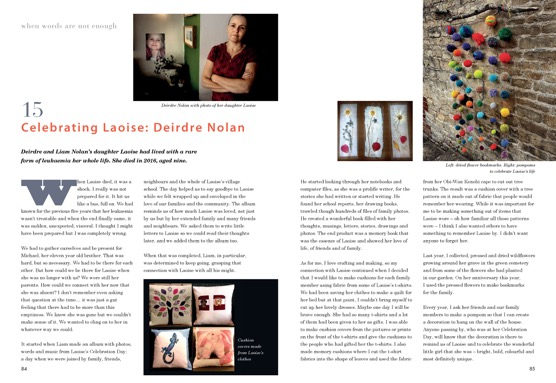 when words are not enough
Deirdre Nolan with photo of her daughter Laoise
15
Celebrating Laoise: Deirdre Nolan
Deirdre and Liam Nolan's daughter Laoise had lived with a rare
form of leukaemia her whole life. She died in 2016, aged nine.
When Laoise died, it was a
shock. I really was not
prepared for it. It hit us
like a bus, full on. We had
known for the previous five years that her leukaemia
wasn't treatable and when the end finally came, it
was sudden, unexpected, visceral. I thought I might
have been prepared but I was completely wrong.
We had to gather ourselves and be present for
Michael, her eleven year old brother. That was
hard, but so necessary. We had to be there for each
other. But how could we be there for Laoise when
she was no longer with us? We were still her
parents. How could we connect with her now that
she was absent? I don't remember even asking
that question at the time… it was just a gut
feeling that there had to be more than this
emptiness. We knew she was gone but we couldn't
make sense of it. We wanted to cling on to her in
whatever way we could.
It started when Liam made an album with photos,
words and music from Laoise's Celebration Day:
a day when we were joined by family, friends,
84
neighbours and the whole of Laoise's village
school. The day helped us to say goodbye to Laoise
while we felt wrapped up and enveloped in the
love of our families and the community. The album
reminds us of how much Laoise was loved, not just
by us but by her extended family and many friends
and neighbours. We asked them to write little
letters to Laoise so we could read their thoughts
later, and we added them to the album too.
When that was completed, Liam, in particular,
was determined to keep going, grasping that
connection with Laoise with all his might.
Cushion
covers made
from Laoise's
clothes
He started looking through her notebooks and
computer files, as she was a prolific writer, for the
stories she had written or started writing. He
found her school reports, her drawing books,
trawled though hundreds of files of family photos.
He created a wonderful book filled with her
thoughts, musings, letters, stories, drawings and
photos. The end product was a memory book that
was the essence of Laoise and showed her love of
life, of friends and of family.
As for me, I love crafting and making, so my
connection with Laoise continued when I decided
that I would like to make cushions for each family
member using fabric from some of Laoise's t-shirts
We had been saving her clothes to make a quilt for
her bed but at that point, I couldn't bring myself to
cut up her lovely dresses. Maybe one day I will be
brave enough. She had so many t-shirts and a lot
of them had been given to her as gifts. I was able
to make cushion covers from the pictures or prints
on the front of the t-shirts and give the cushions to
the people who had gifted her the t-shirts. I also
made memory cushions where I cut the t-shirt
fabrics into the shape of leaves and used the fabric
Left: dried flower bookmarks Right: pompoms
to celebrate Laoise's life
from her Obi-Wan Kenobi cape to cut out tree
trunks. The result was a cushion cover with a tree
pattern on it made out of fabric that people would
remember her wearing. While it was important for
me to be making something out of items that
Laoise wore – oh how familiar all those patterns
were – I think I also wanted others to have
something to remember Laoise by. I didn't want
anyone to forget her.
Last year, I collected, pressed and dried wildflowers
growing around her grave in the green cemetery
and from some of the flowers she had planted
in our garden. On her anniversary this year,
I used the pressed flowers to make bookmarks
for the family.
Every year, I ask her friends and our family
members to make a pompom so that I can create
a decoration to hang on the wall of the house.
Anyone passing by, who was at her Celebration
Day, will know that the decoration is there to
remind us of Laoise and to celebrate the wonderful
little girl that she was – bright, bold, colourful and
most definitely unique.
85